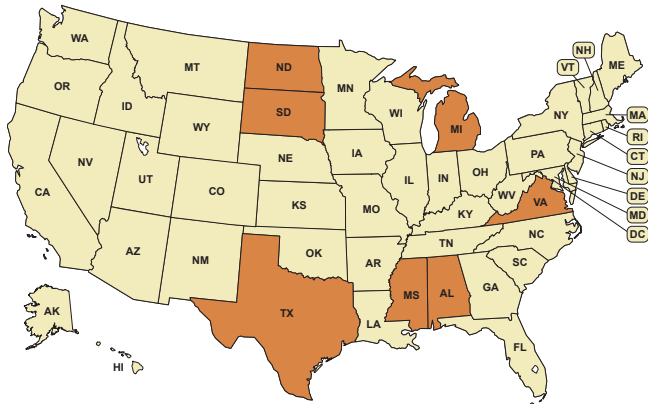 WA
NH
VT
ME
MT
ND
MN
OR
ID
SD
WI
MI
NY
MA
WY
RI
CT
IA
PA
NE
NJ
NV
OH
IL
IN
UT
DE
CO
WV
VA
MD
CA
KS
MO
KY
DC
NC
TN
OK
AZ
NM
AR
SC
MS
AL
GA
TX
AK
LA
FL
HI